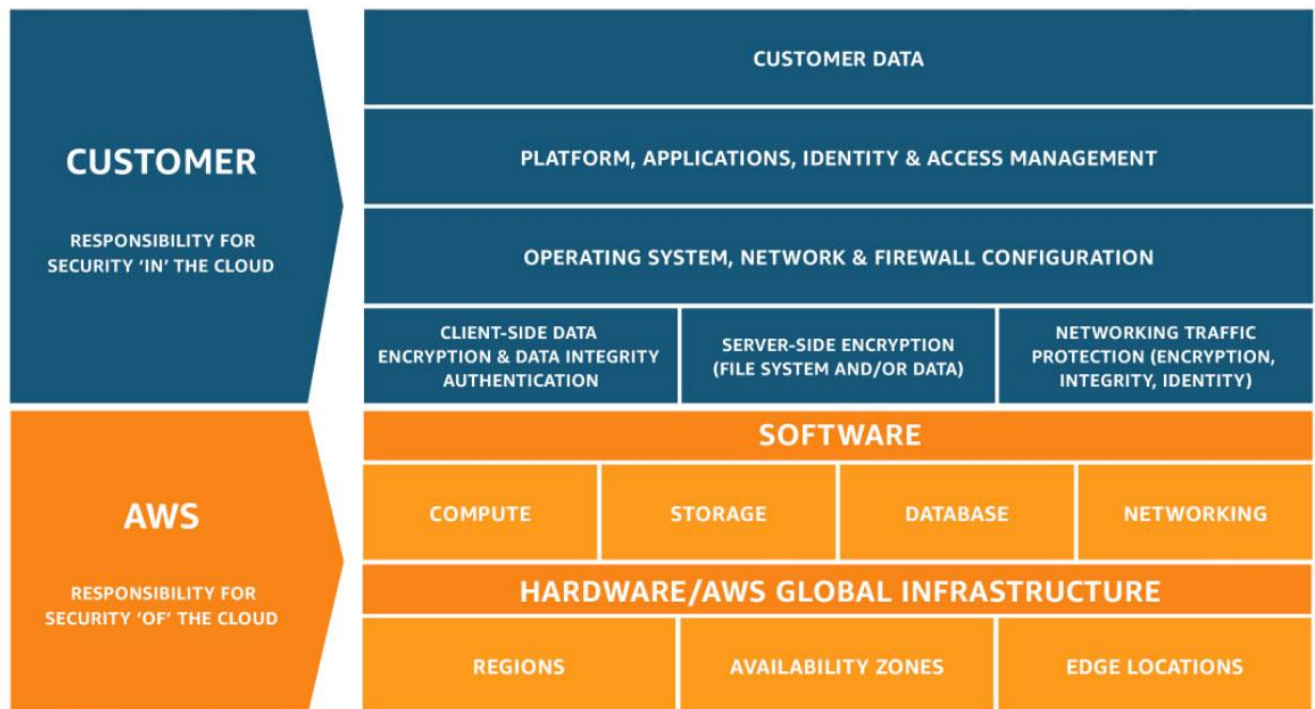 CUSTOMER
RESPONSIBILITY FOR
SECURITY ‘IN’ THE CLOUD
CUSTOMER DATA
PLATFORM, APPLICATIONS, IDENTITY & ACCESS MANAGEMENT
OPERATING SYSTEM, NETWORK & FIREWALL CONFIGURATION
CLIENT-SIDE DATA
ENCRYPTION & DATA INTEGRITY
AUTHENTICATION
SERVER-SIDE ENCRYPTION
(FILE SYSTEM AND/OR DATA)
NETWORKING TRAFFIC
PROTECTION (ENCRYPTION,
INTEGRITY, IDENTITY)
AWS
RESPONSIBILITY FOR
SECURITY ‘OF’ THE CLOUD
SOFTWARE
COMPUTE
STORAGE
DATABASE
NETWORKING
HARDWARE/AWS GLOBAL INFRASTRUCTURE
REGIONS
AVAILABILITY ZONES
EDGE LOCATIONS